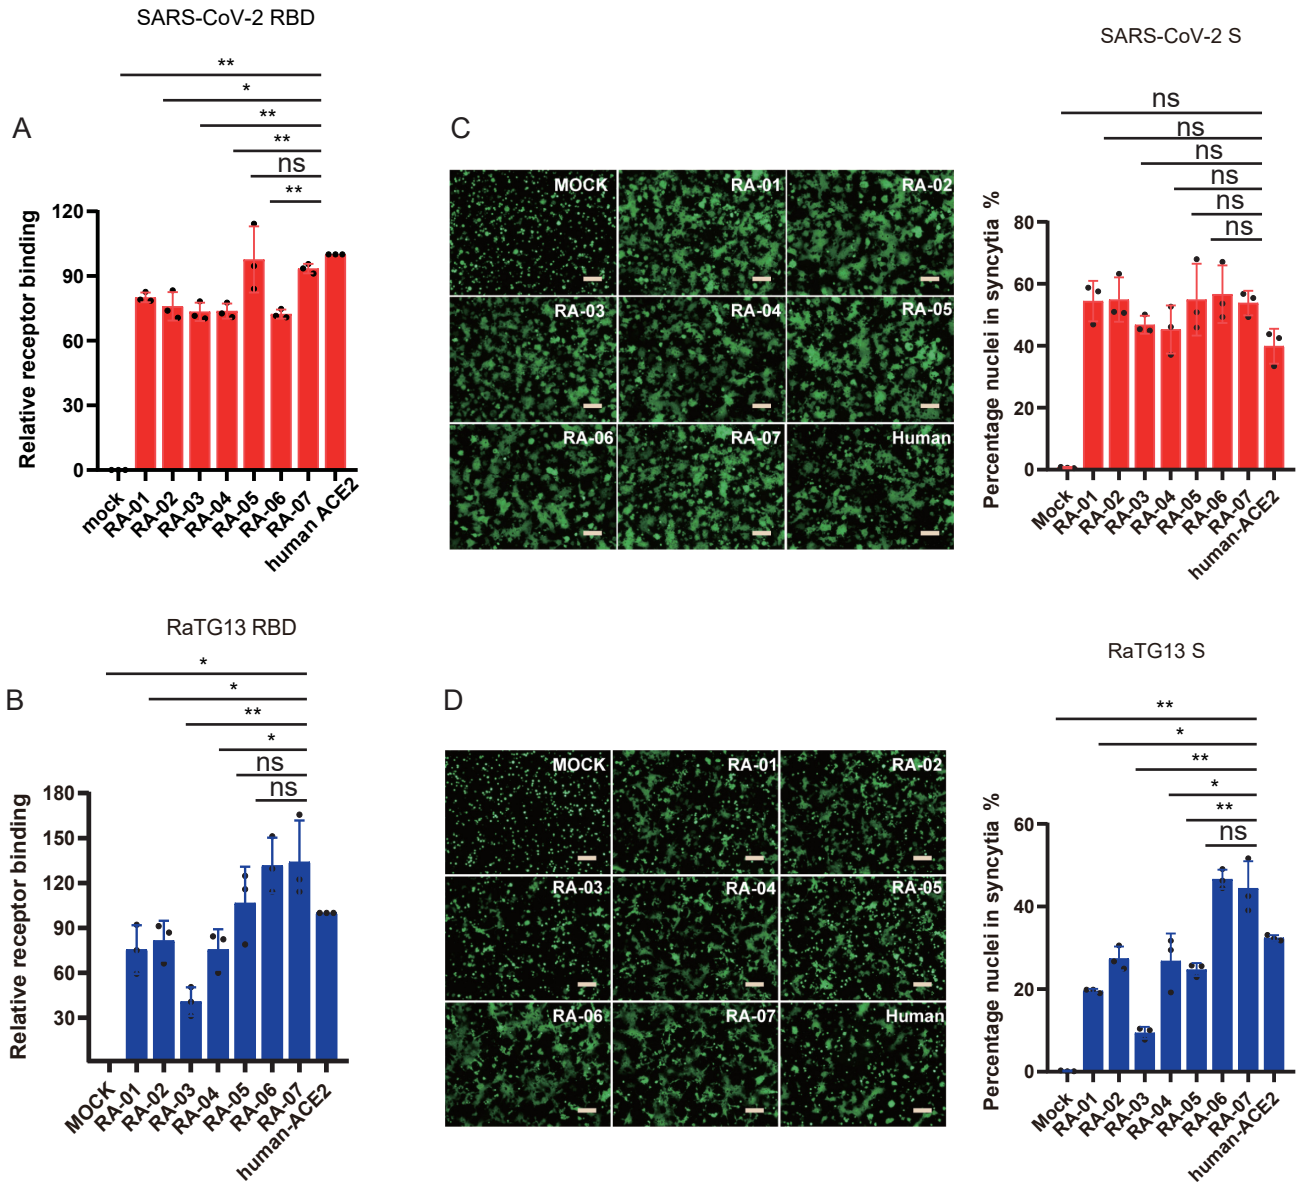 SARS-CoV-2 RBD
**
*
**
**
ns
**
A
Relative receptor binding
120
90
60
30
0
mock
RA-01
RA-02
RA-03
RA-04
RA-05
RA-06
RA-07
human ACE2
C
MOCK
RA-01
RA-02
RA-03
RA-04
RA-05
RA-06
RA-07
Human
SARS-CoV-2 S
ns
ns
ns
ns
ns
ns
Percentage nuclei in syncytia %
80
60
40
20
0
Mock
RA-01
RA-02
RA-03
RA-04
RA-05
RA-06
RA-07
human-ACE2
RaTG13 RBD
*
*
**
*
ns
ns
B
Relative receptor binding
180
150
120
90
60
30
MOCK
RA-01
RA-02
RA-03
RA-04
RA-05
RA-06
RA-07
human-ACE2
D
MOCK
RA-01
RA-02
RA-03
RA-04
RA-05
RA-06
RA-07
Human
RaTG13 S
**
*
**
*
**
ns
Percentage nuclei in syncytia %
60
40
20
0
Mock
RA-01
RA-02
RA-03
RA-04
RA-05
RA-06
RA-07
human-ACE2